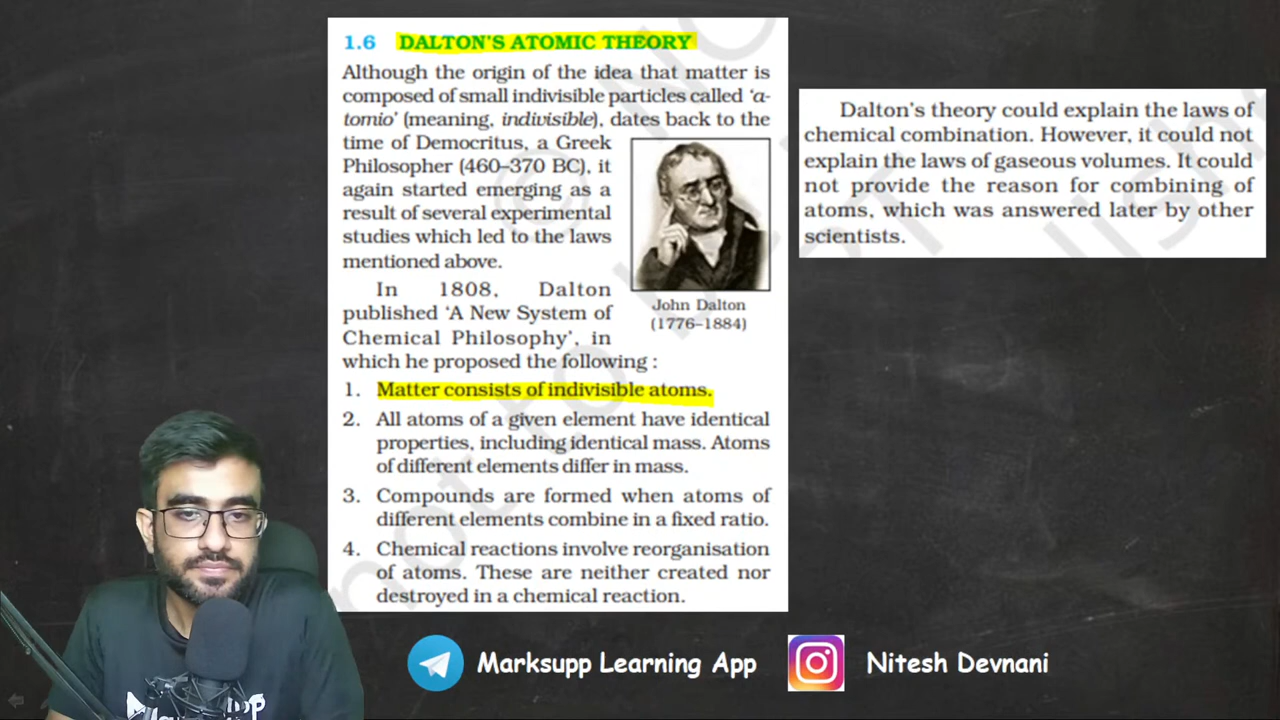 1.6 DALTON'S ATOMIC THEORY
Although the origin of the idea that matter is
composed of small indivisible particles called 'a-
tomio' (meaning, indivisible), dates back to the
time of Democritus, a Greek
Philosopher (460–370 BC), it
again started emerging as a
result of several experimental
studies which led to the laws
mentioned above.
In 1808, Dalton
published 'A New System of
Chemical Philosophy', in
which he proposed the following :
John Dalton
(1776–1884)
1. Matter consists of indivisible atoms.
2. All atoms of a given element have identical
properties, including identical mass. Atoms
of different elements differ in mass.
3. Compounds are formed when atoms of
different elements combine in a fixed ratio.
4. Chemical reactions involve reorganisation
of atoms. These are neither created nor
destroyed in a chemical reaction.
Dalton's theory could explain the laws of
chemical combination. However, it could not
explain the laws of gaseous volumes. It could
not provide the reason for combining of
atoms, which was answered later by other
scientists.
Marksupp Learning App
Nitesh Devnani